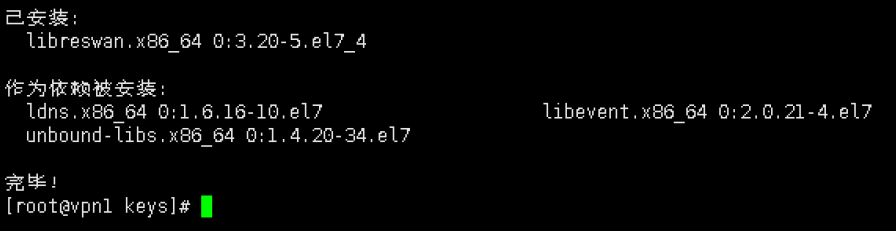 已安装:
libreswan.x86_64 0:3.20-5.el7_4
作为依赖被安装:
ldns.x86_64 0:1.6.16-10.el7 libevent.x86_64 0:2.0.21-4.el7
unbound-libs.x86_64 0:1.4.20-34.el7
完毕!
[root@vpn1 keys]#